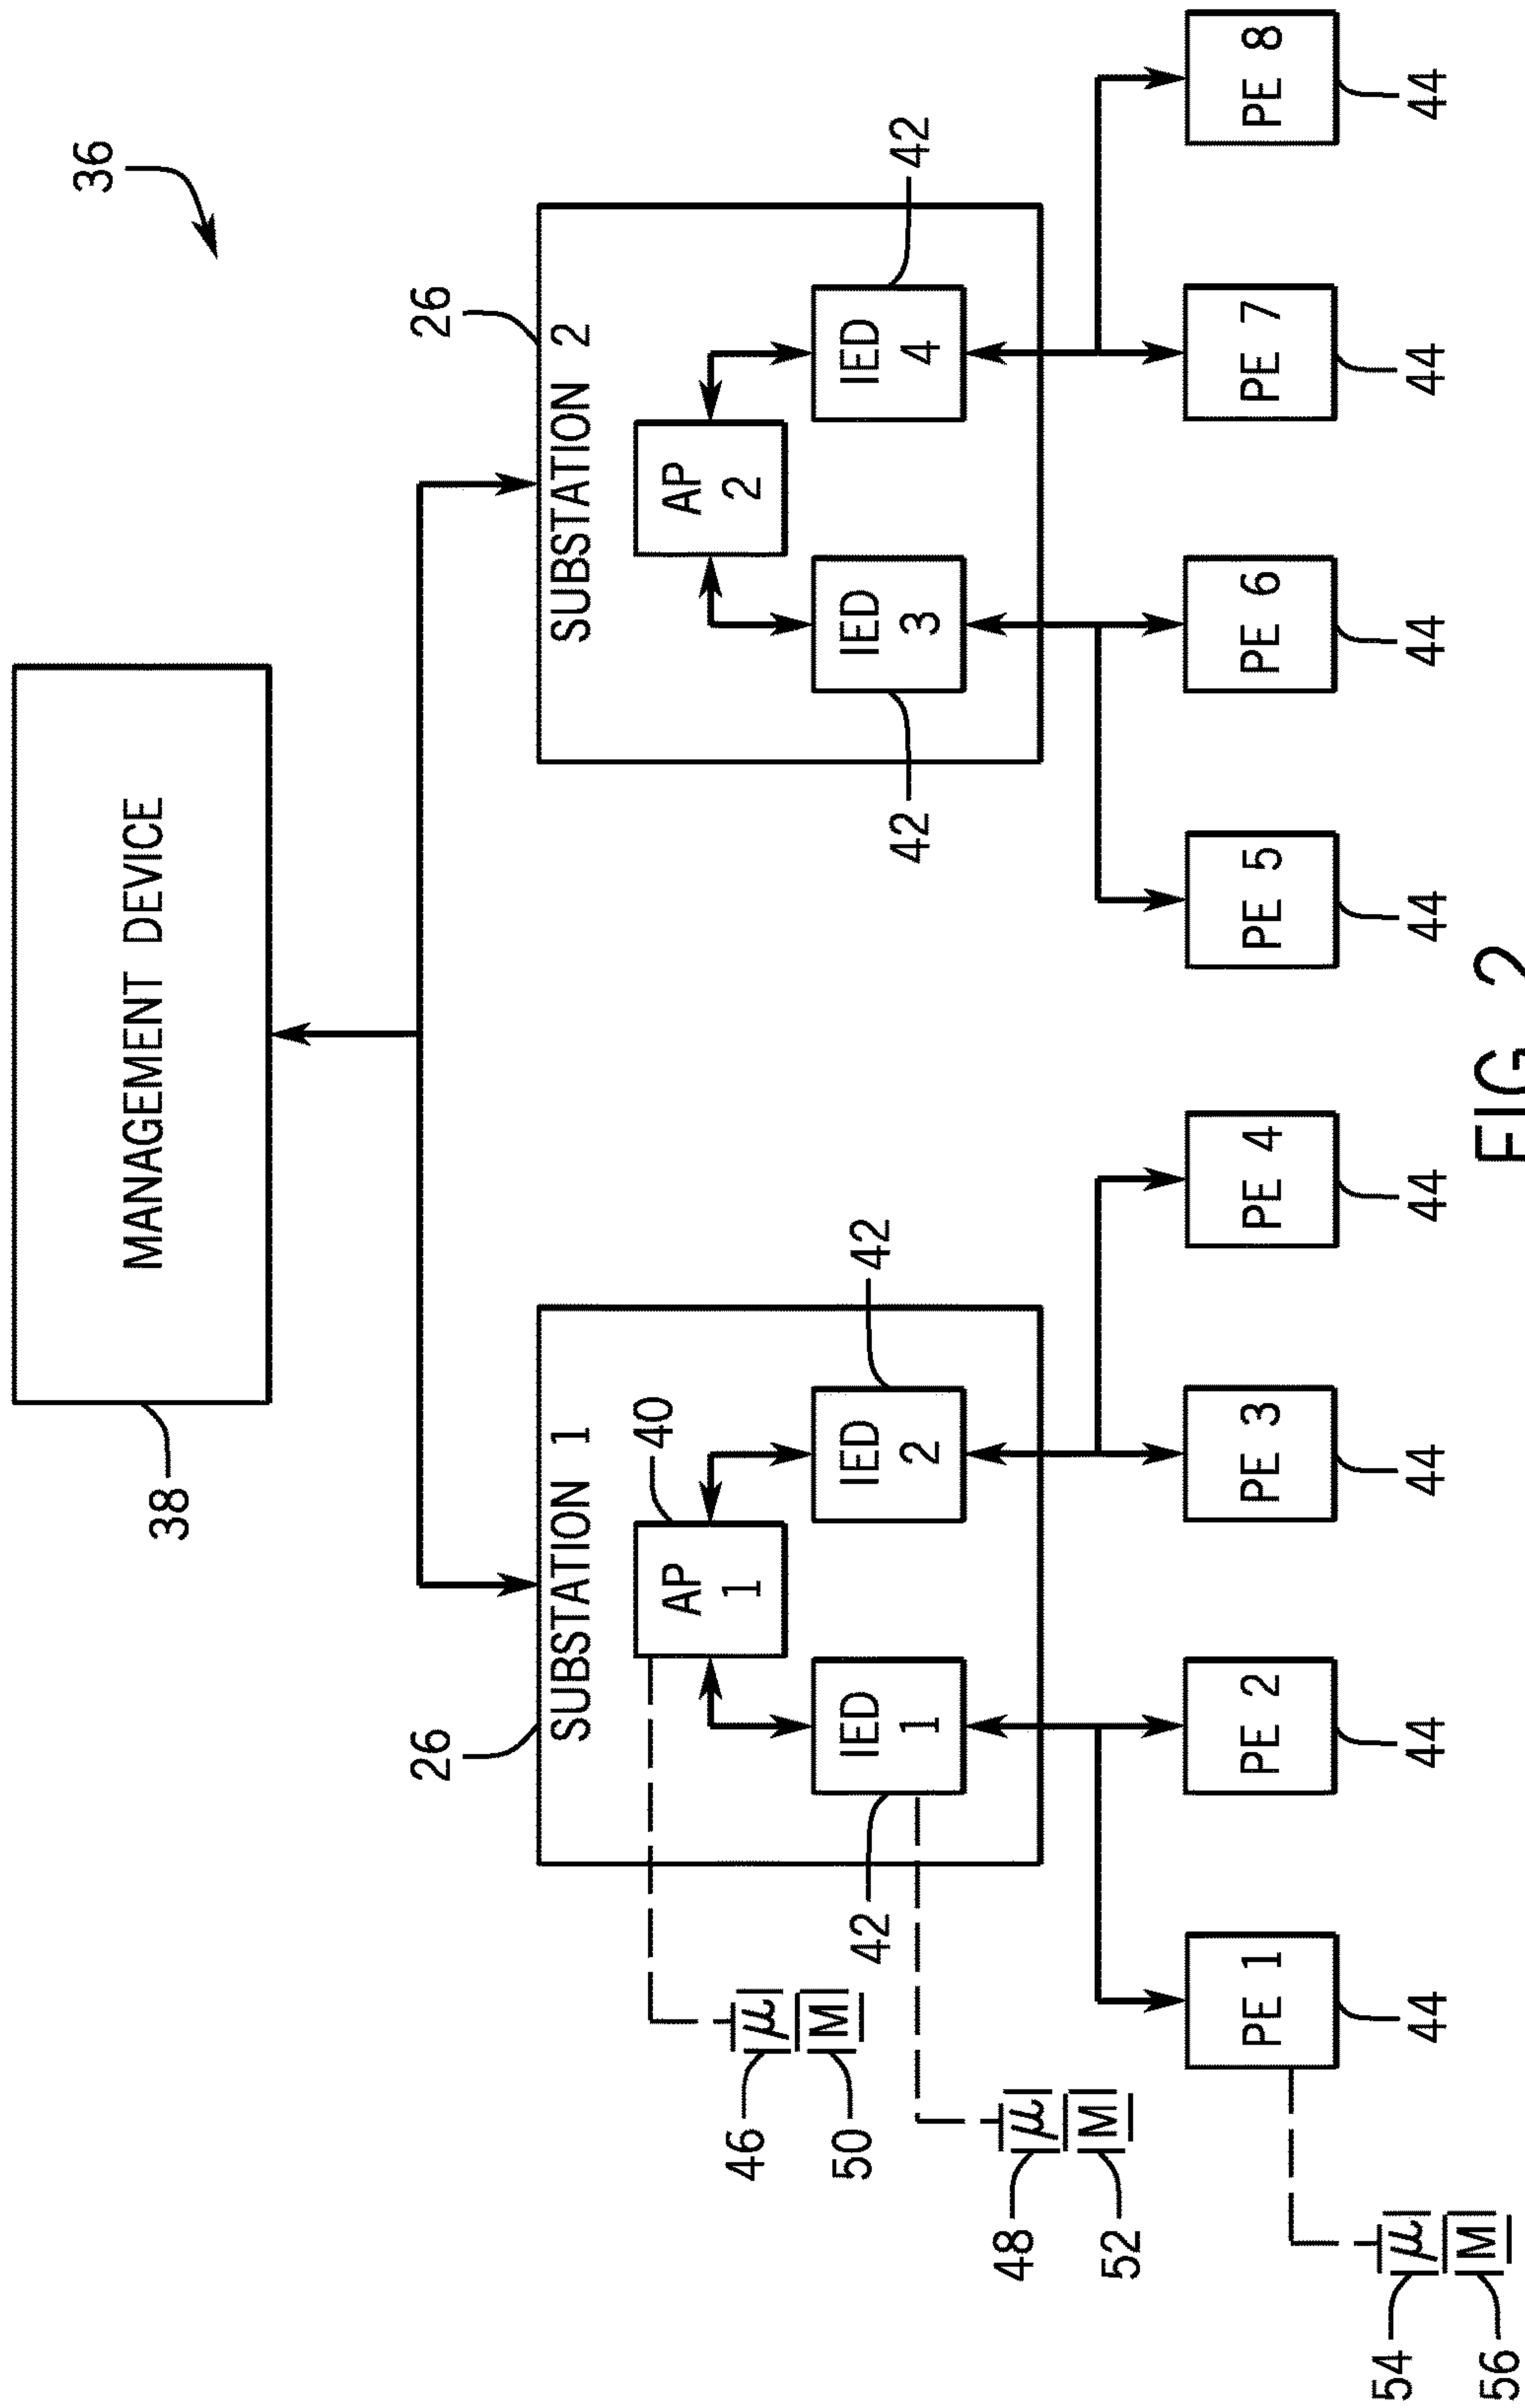 36
MANAGEMENT DEVICE
38
26
26
SUBSTATION 1
SUBSTATION 2
40
AP
1
AP
2
42
42
IED
1
IED
2
IED
3
IED
4
42
42
46
μ
50
M
48
μ
52
M
PE 1
PE 2
PE 3
PE 4
PE 5
PE 6
PE 7
PE 8
44
44
44
44
44
44
44
44
54
μ
56
M
FIG. 2